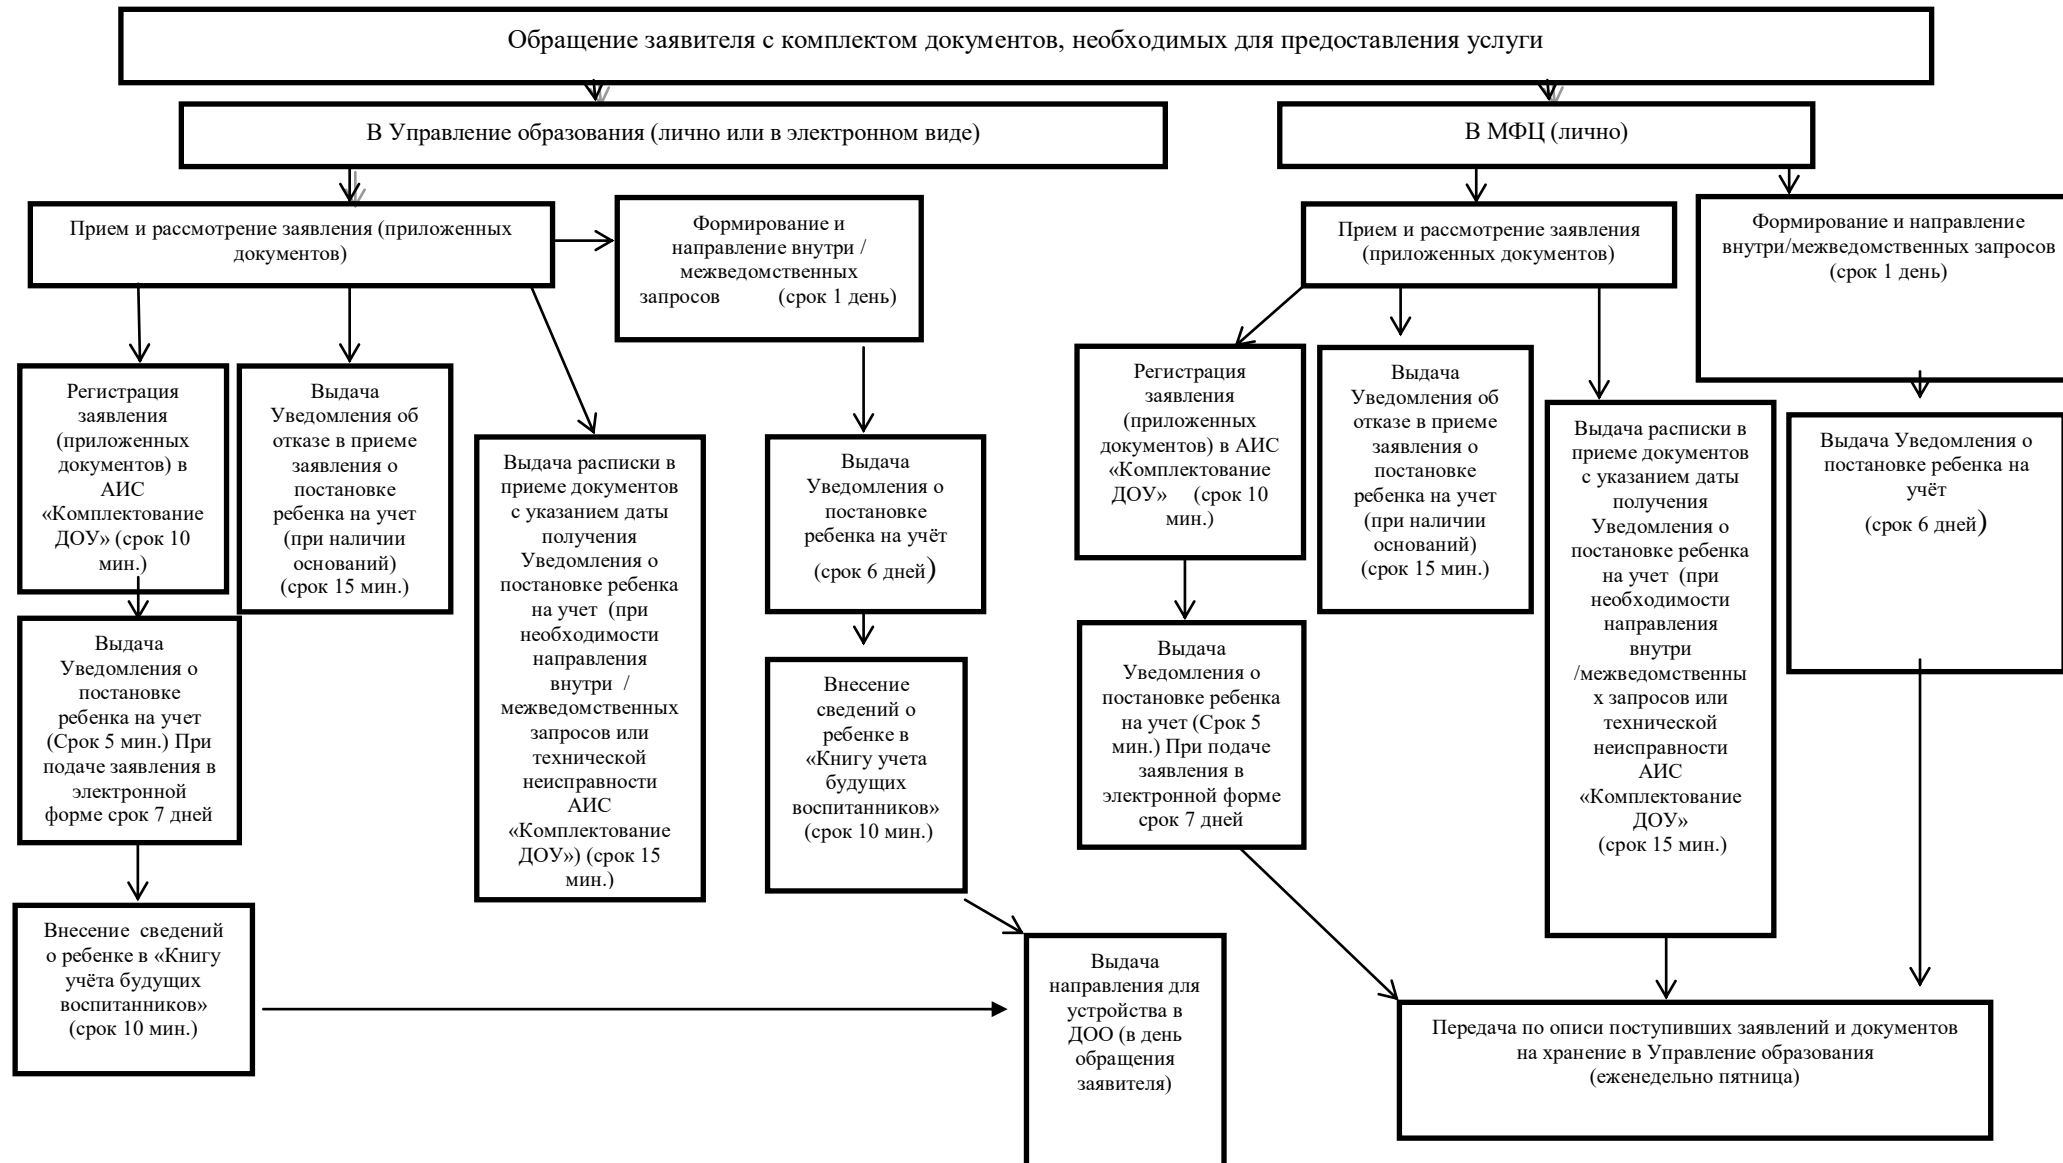 Обращение заявителя с комплектом документов, необходимых для предоставления услуги
В Управление образования (лично или в электронном виде)
В МФЦ (лично)
Прием и рассмотрение заявления (приложенных
документов)
Формирование и
направление внутри /
межведомственных
запросов (срок 1 день)
Прием и рассмотрение заявления
(приложенных документов)
Формирование и направление
внутри/межведомственных запросов
(срок 1 день)
Регистрация
заявления
(приложенных
документов) в
АИС
«Комплектование
ДОУ» (срок 10
мин.)
Выдача
Уведомления об
отказе в приеме
заявления о
постановке
ребенка на учет
(при наличии
оснований)
(срок 15 мин.)
Выдача расписки в
приеме документов
с указанием даты
получения
Уведомления о
постановке ребенка
на учет (при
необходимости
направления
внутри /
межведомственных
запросов или
технической
неисправности
АИС
«Комплектование
ДОУ») (срок 15
мин.)
Выдача
Уведомления о
постановке
ребенка на учёт
(срок 6 дней)
Регистрация
заявления
(приложенных
документов) в АИС
«Комплектование
ДОУ» (срок 10
мин.)
Выдача
Уведомления об
отказе в приеме
заявления о
постановке
ребенка на учет
(при наличии
оснований)
(срок 15 мин.)
Выдача расписки в
приеме документов
с указанием даты
получения
Уведомления о
постановке ребенка
на учет (при
необходимости
направления
внутри
/межведомственны
х запросов или
технической
неисправности
АИС
«Комплектование
ДОУ»
(срок 15 мин.)
Выдача Уведомления о
постановке ребенка на
учёт
(срок 6 дней)
Выдача
Уведомления о
постановке
ребенка на учет
(Срок 5 мин.) При
подаче заявления в
электронной
форме срок 7 дней
Внесение
сведений о
ребенке в
«Книгу учета
будущих
воспитанников»
(срок 10 мин.)
Выдача
Уведомления о
постановке ребенка
на учет (Срок 5
мин.) При подаче
заявления в
электронной форме
срок 7 дней
Внесение сведений
о ребенке в «Книгу
учёта будущих
воспитанников»
(срок 10 мин.)
Выдача
направления для
устройства в
ДОО (в день
обращения
заявителя)
Передача по описи поступивших заявлений и документов
на хранение в Управление образования
(еженедельно пятница)